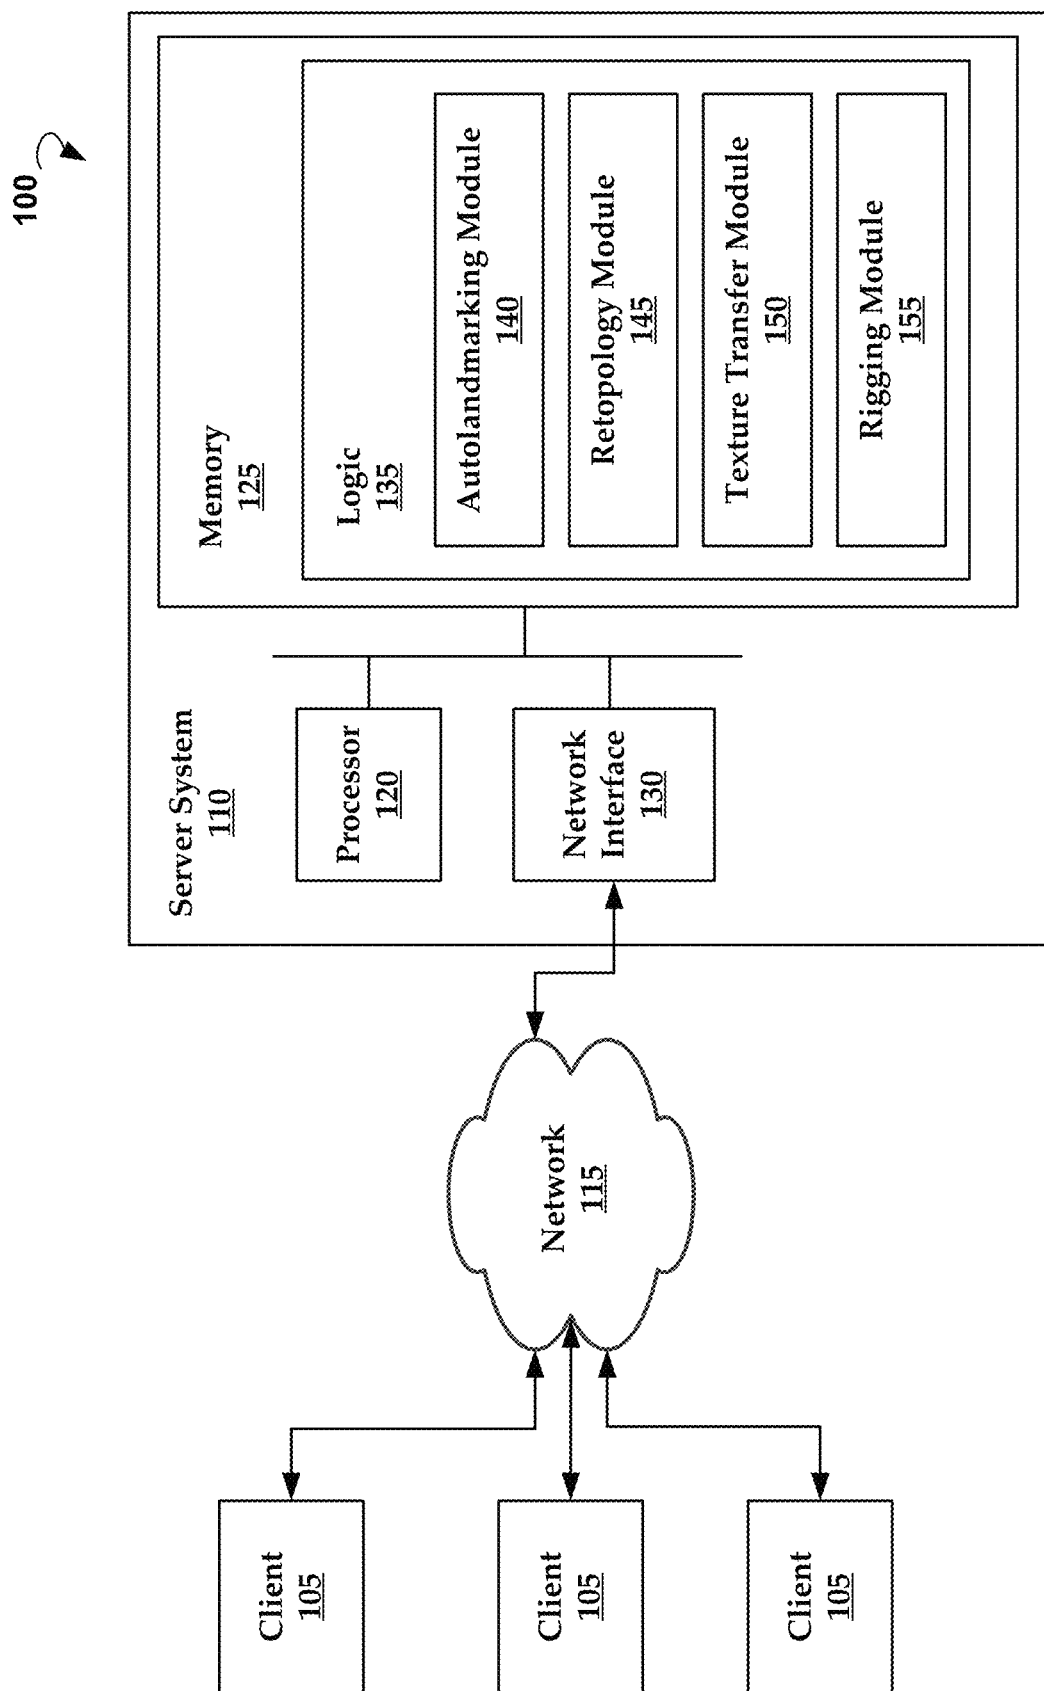 100
Client
105
Client
105
Client
105
Network
115
Server System
110
Processor
120
Network
Interface
130
Memory
125
Logic
135
Autolandmarking Module
140
Retopology Module
145
Texture Transfer Module
150
Rigging Module
155